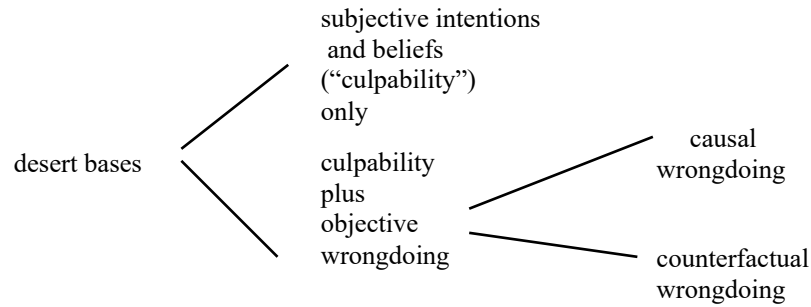 desert bases
subjective intentions
and beliefs
(“culpability”)
only
culpability
plus
objective
wrongdoing
causal
wrongdoing
counterfactual
wrongdoing